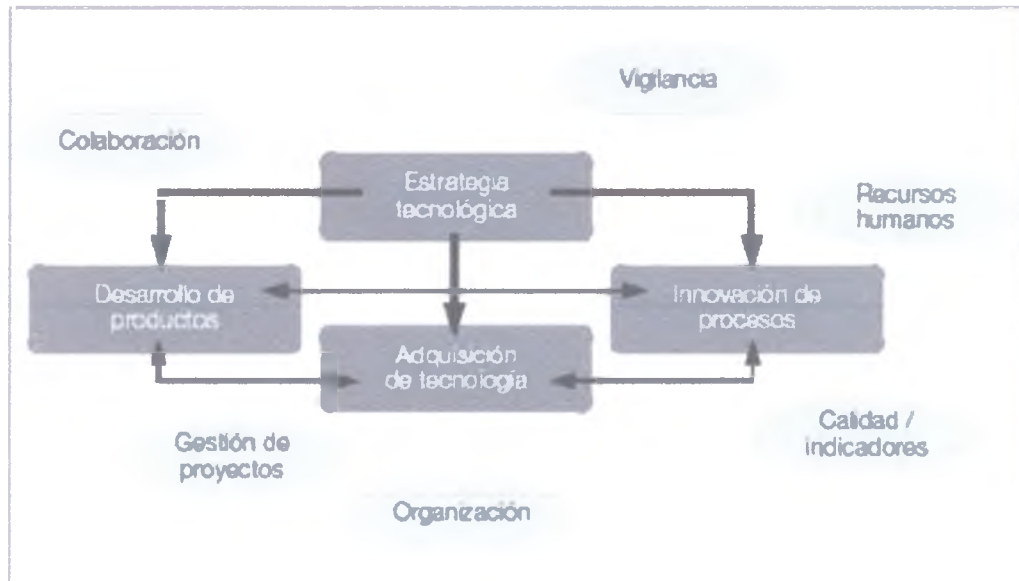 Vigilancia
Colaboración
Estrategia
tecnológica
Recursos
humanos
Desarrollo de
productos
Innovación de
procesos
Adquisición
de tecnología
Calidad /
indicadores
Gestión de
proyectos
Organización